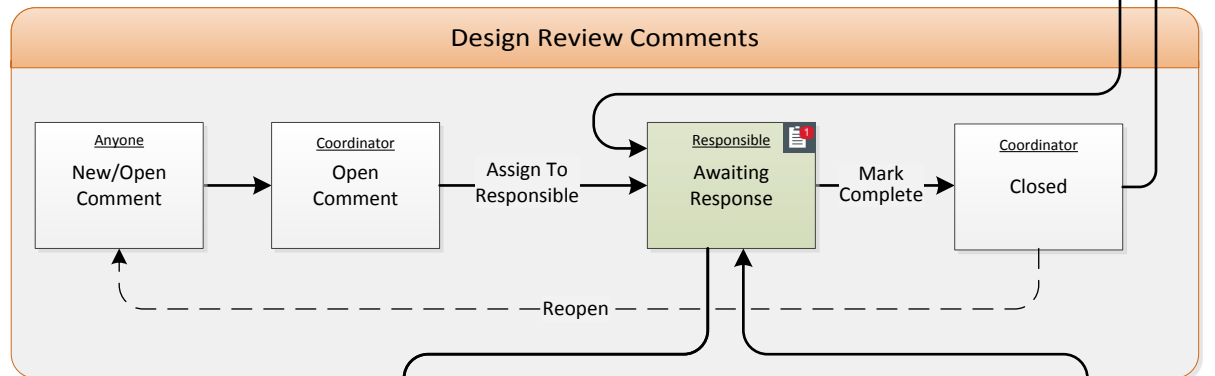 Design Review Comments
Anyone
New/Open
Comment
Coordinator
Open
Comment
Assign To
Responsible
Responsible
1
Awaiting
Response
Mark
Complete
Coordinator
Closed
Reopen